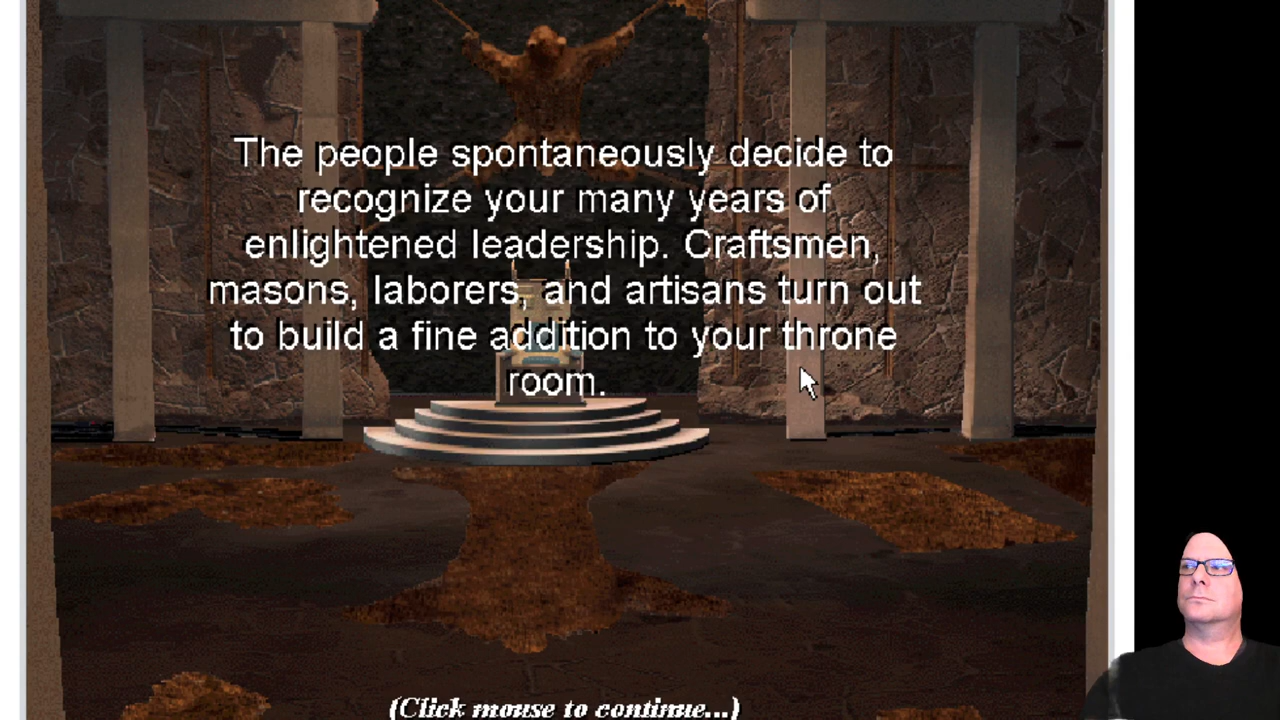 The people spontaneously decide to
recognize your many years of
enlightened leadership. Craftsmen,
masons, laborers, and artisans turn out
to build a fine addition to your throne
room.
(Click mouse to continue...)